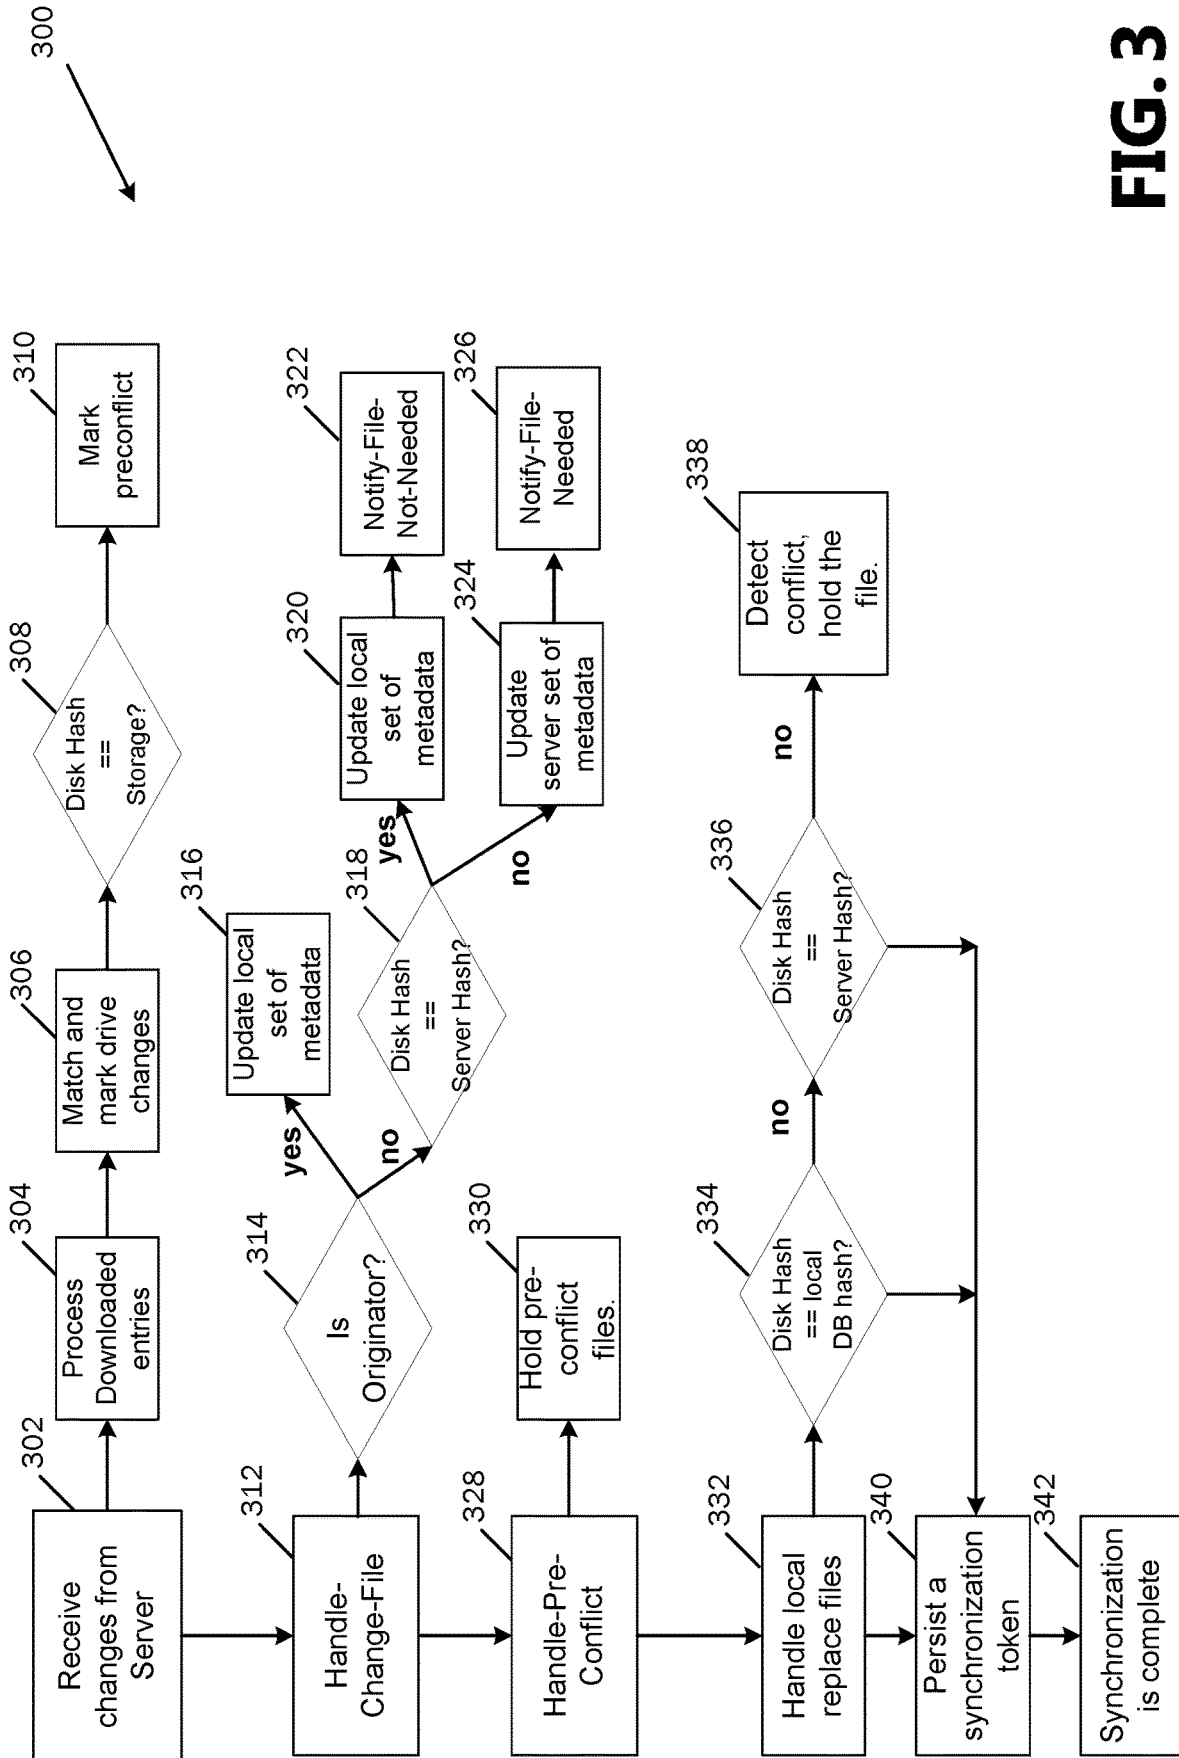 300
302
Receive
changes from
Server
304
Process
Downloaded
entries
306
Match and
mark drive
changes
308
Disk Hash
==
Storage?
310
Mark
preconflict
312
Handle-
Change-File
314
Is
Originator?
yes
no
316
Update local
set of
metadata
318
Disk Hash
==
Server Hash?
yes
no
320
Update local
set of
metadata
322
Notify-File-
Not-Needed
324
Update
server set of
metadata
326
Notify-File-
Needed
328
Handle-Pre-
Conflict
330
Hold pre-
conflict
files.
332
Handle local
replace files
334
Disk Hash
== local
DB hash?
no
336
Disk Hash
==
Server Hash?
no
338
Detect
conflict,
hold the
file.
340
Persist a
synchronization
token
342
Synchronization
is complete
FIG. 3